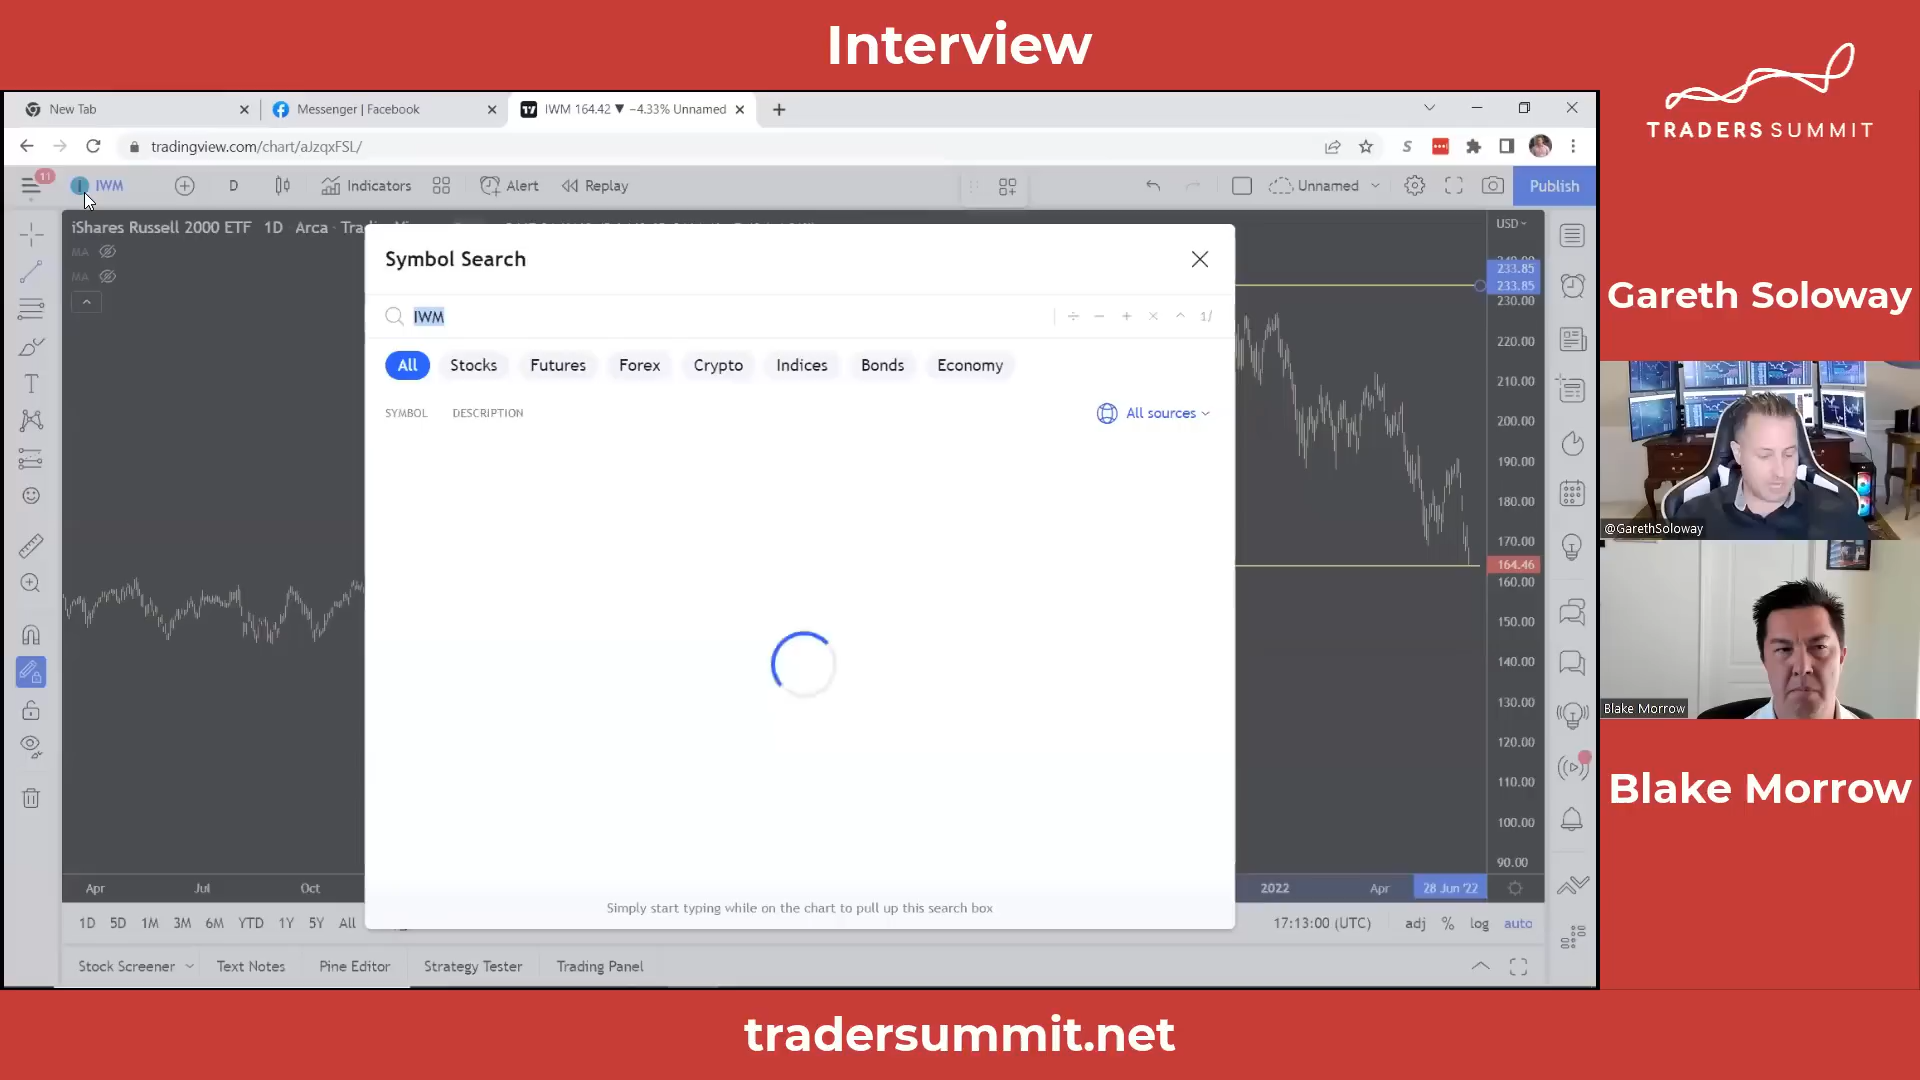 Interview
TRADERS SUMMIT
New Tab
Messenger | Facebook
IWM 164.42 ▼ −4.33% Unnamed
tradingview.com/chart/aJzqxFSL/
11
IWM
D
Indicators
Alert
Replay
Unnamed
Publish
iShares Russell 2000 ETF 1D Arca
MA
MA
USD
Symbol Search
IWM
÷ − + × ^ 1/
All
Stocks
Futures
Forex
Crypto
Indices
Bonds
Economy
SYMBOL
DESCRIPTION
All sources
Simply start typing while on the chart to pull up this search box
233.85
233.85
230.00
220.00
210.00
200.00
190.00
180.00
170.00
164.46
160.00
150.00
140.00
130.00
120.00
110.00
100.00
90.00
Apr
Jul
Oct
2022
Apr
28 Jun '22
1D 5D 1M 3M 6M YTD 1Y 5Y All
17:13:00 (UTC)
adj % log auto
Stock Screener
Text Notes
Pine Editor
Strategy Tester
Trading Panel
Gareth Soloway
@GarethSoloway
Blake Morrow
Blake Morrow
tradersummit.net